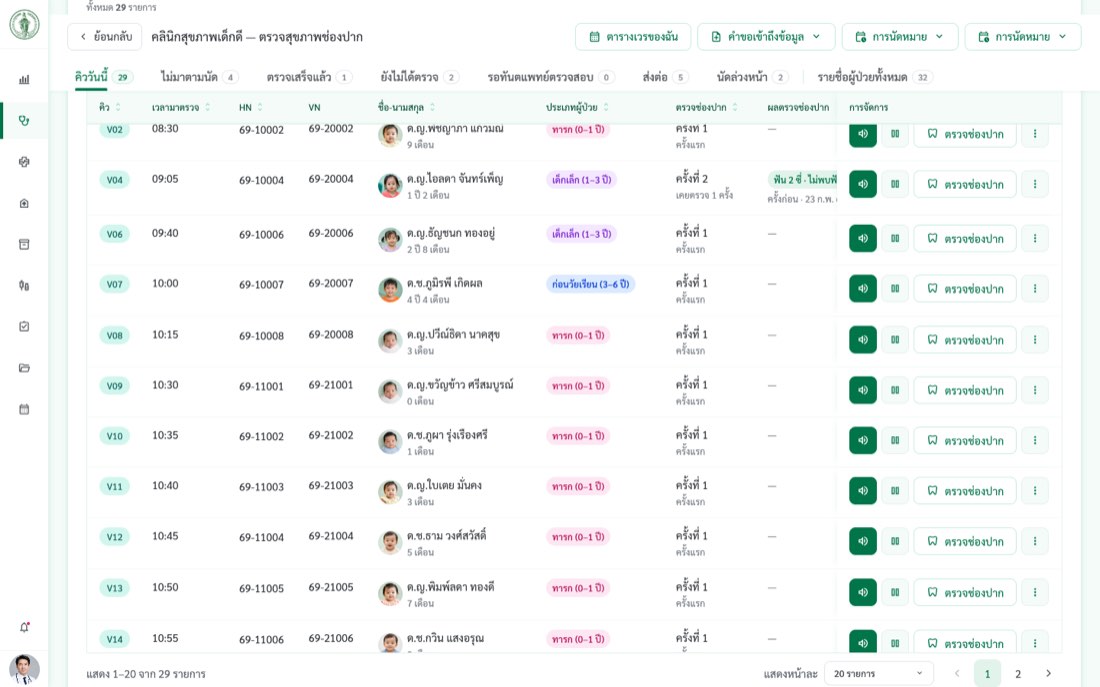 ทั้งหมด 29 รายการ
ย้อนกลับ คลินิกสุขภาพเด็กดี — ตรวจสุขภาพช่องปาก ตารางเวรของฉัน คำขอเข้าถึงข้อมูล การนัดหมาย การนัดหมาย
คิววันนี้ 29 ไม่มาตามนัด 4 ตรวจเสร็จแล้ว 1 ยังไม่ได้ตรวจ 2 รอทันตแพทย์ตรวจสอบ 0 ส่งต่อ 5 นัดล่วงหน้า 2 รายชื่อผู้ป่วยทั้งหมด 32
คิว เวลามาตรวจ HN VN ชื่อ-นามสกุล ประเภทผู้ป่วย ตรวจช่องปาก ผลตรวจช่องปาก การจัดการ
V02 08:30 69-10002 69-20002 ด.ญ.พิชญาภา แก้วมณี ทารก (0–1 ปี) ครั้งที่ 1 — ตรวจช่องปาก
9 เดือน ครั้งแรก
V04 09:05 69-10004 69-20004 ด.ญ.ไอลดา จันทร์เพ็ญ เด็กเล็ก (1–3 ปี) ครั้งที่ 2 ฟัน 2 ซี่ · ไม่พบฟั ตรวจช่องปาก
1 ปี 2 เดือน เคยตรวจ 1 ครั้ง ครั้งก่อน · 23 ก.พ.
V06 09:40 69-10006 69-20006 ด.ญ.ธัญชนก ทองอยู่ เด็กเล็ก (1–3 ปี) ครั้งที่ 1 — ตรวจช่องปาก
2 ปี 8 เดือน ครั้งแรก
V07 10:00 69-10007 69-20007 ด.ช.ภูมิรพี เกิดผล ก่อนวัยเรียน (3–6 ปี) ครั้งที่ 1 — ตรวจช่องปาก
4 ปี 4 เดือน ครั้งแรก
V08 10:15 69-10008 69-20008 ด.ญ.ปวีณ์ธิดา นาคสุข ทารก (0–1 ปี) ครั้งที่ 1 — ตรวจช่องปาก
3 เดือน ครั้งแรก
V09 10:30 69-11001 69-21001 ด.ญ.ขวัญข้าว ศรีสมบูรณ์ ทารก (0–1 ปี) ครั้งที่ 1 — ตรวจช่องปาก
0 เดือน ครั้งแรก
V10 10:35 69-11002 69-21002 ด.ช.ภูผา รุ่งเรืองศรี ทารก (0–1 ปี) ครั้งที่ 1 — ตรวจช่องปาก
1 เดือน ครั้งแรก
V11 10:40 69-11003 69-21003 ด.ญ.ใบเตย มั่นคง ทารก (0–1 ปี) ครั้งที่ 1 — ตรวจช่องปาก
3 เดือน ครั้งแรก
V12 10:45 69-11004 69-21004 ด.ช.ธาม วงศ์สวัสดิ์ ทารก (0–1 ปี) ครั้งที่ 1 — ตรวจช่องปาก
5 เดือน ครั้งแรก
V13 10:50 69-11005 69-21005 ด.ญ.พิมพ์ลดา ทองดี ทารก (0–1 ปี) ครั้งที่ 1 — ตรวจช่องปาก
7 เดือน ครั้งแรก
V14 10:55 69-11006 69-21006 ด.ช.กวิน แสงอรุณ ทารก (0–1 ปี) ครั้งที่ 1 — ตรวจช่องปาก
แสดง 1–20 จาก 29 รายการ แสดงหน้าละ 20 รายการ 1 2